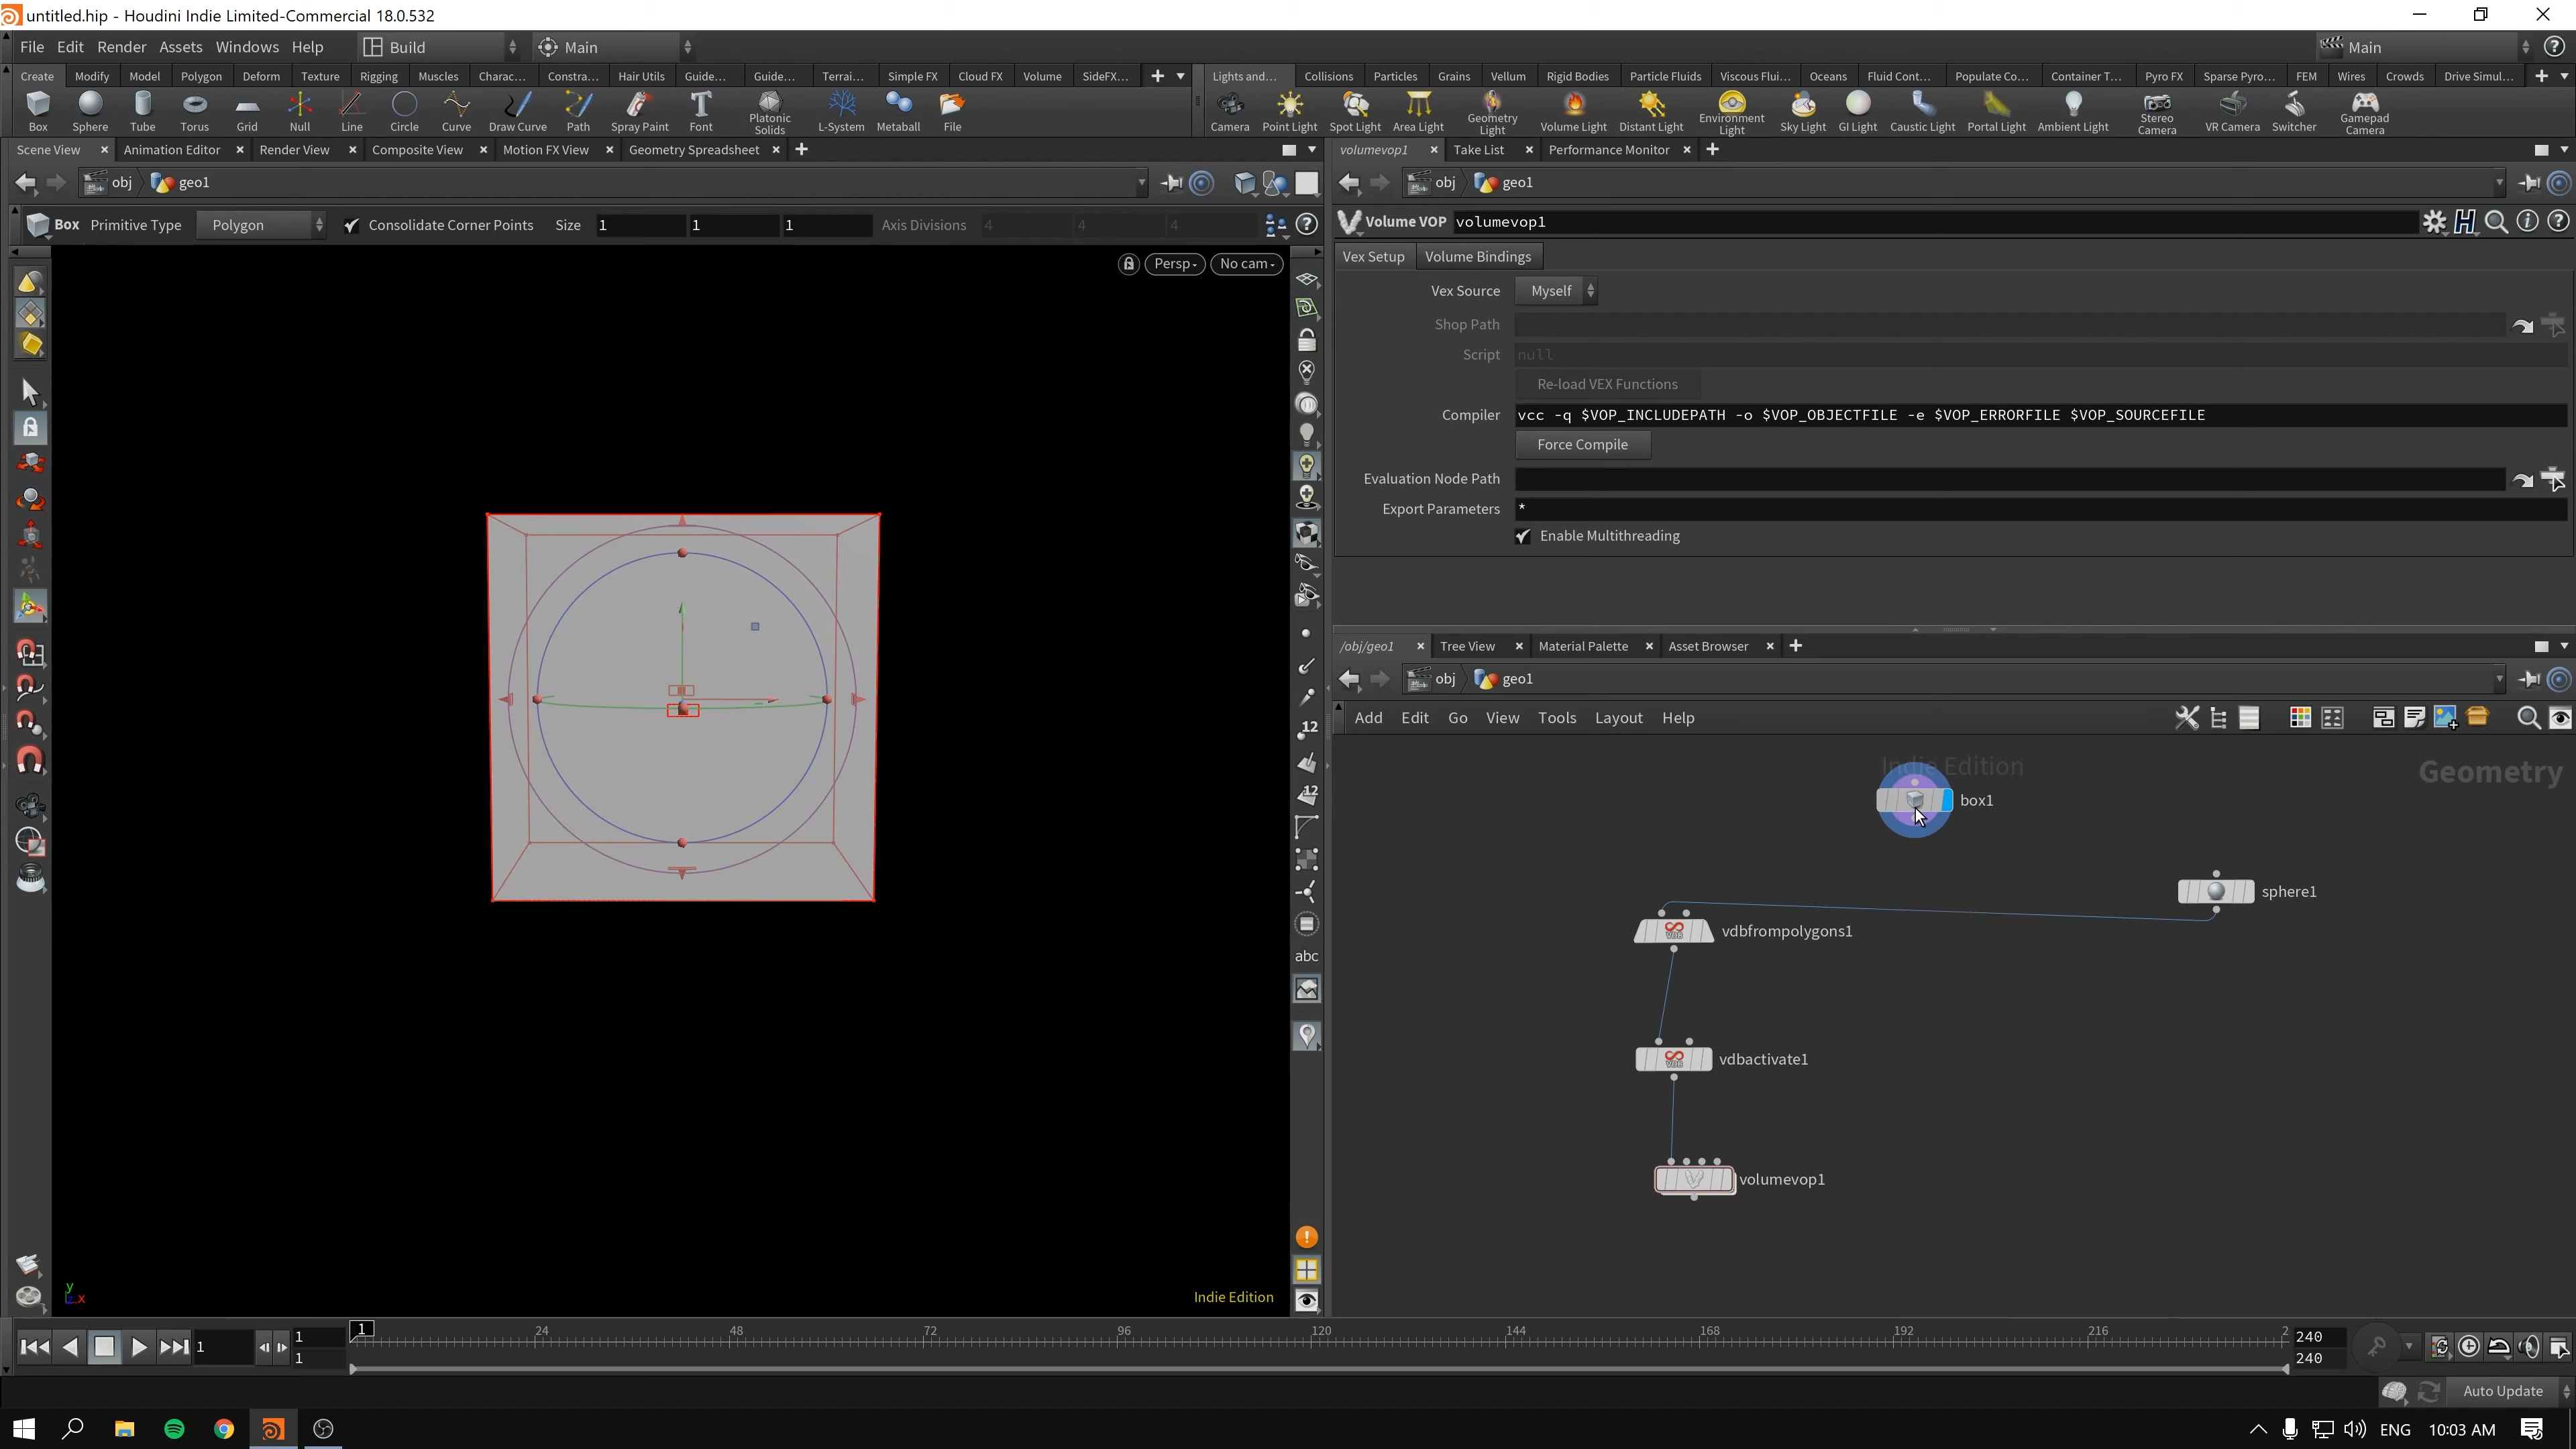 untitled.hip - Houdini Indie Limited-Commercial 18.0.532
File Edit Render Assets Windows Help Build Main Main
Create Modify Model Polygon Deform Texture Rigging Muscles Charac... Constra... Hair Utils Guide... Guide... Terrai... Simple FX Cloud FX Volume SideFX... Lights and... Collisions Particles Grains Vellum Rigid Bodies Particle Fluids Viscous Flui... Oceans Fluid Cont... Populate Co... Container T... Pyro FX Sparse Pyro... FEM Wires Crowds Drive Simul...
Box Sphere Tube Torus Grid Null Line Circle Curve Draw Curve Path Spray Paint Font Platonic Solids L-System Metaball File Camera Point Light Spot Light Area Light Geometry Light Volume Light Distant Light Environment Light Sky Light GI Light Caustic Light Portal Light Ambient Light Stereo Camera VR Camera Switcher Gamepad Camera
Scene View Animation Editor Render View Composite View Motion FX View Geometry Spreadsheet
obj geo1
Box Primitive Type Polygon Consolidate Corner Points Size 1 1 1 Axis Divisions 4 4 4
Persp No cam
abc
12
12
y
z x
Indie Edition
volumevop1 Take List Performance Monitor
obj geo1
Volume VOP volumevop1
Vex Setup Volume Bindings
Vex Source Myself
Shop Path
Script null
Re-load VEX Functions
Compiler vcc -q $VOP_INCLUDEPATH -o $VOP_OBJECTFILE -e $VOP_ERRORFILE $VOP_SOURCEFILE
Force Compile
Evaluation Node Path
Export Parameters *
Enable Multithreading
/obj/geo1 Tree View Material Palette Asset Browser
obj geo1
Add Edit Go View Tools Layout Help
Indie Edition
Geometry
box1
sphere1
vdbfrompolygons1
vdbactivate1
volumevop1
1 1 1 1 24 48 72 96 120 144 168 192 216 2 240
240
Auto Update
ENG 10:03 AM